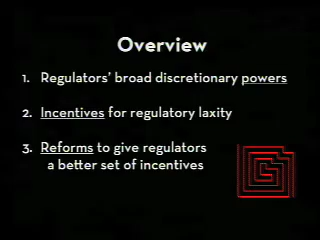 Overview
1. Regulators' broad discretionary powers
2. Incentives for regulatory laxity
3. Reforms to give regulators
a better set of incentives